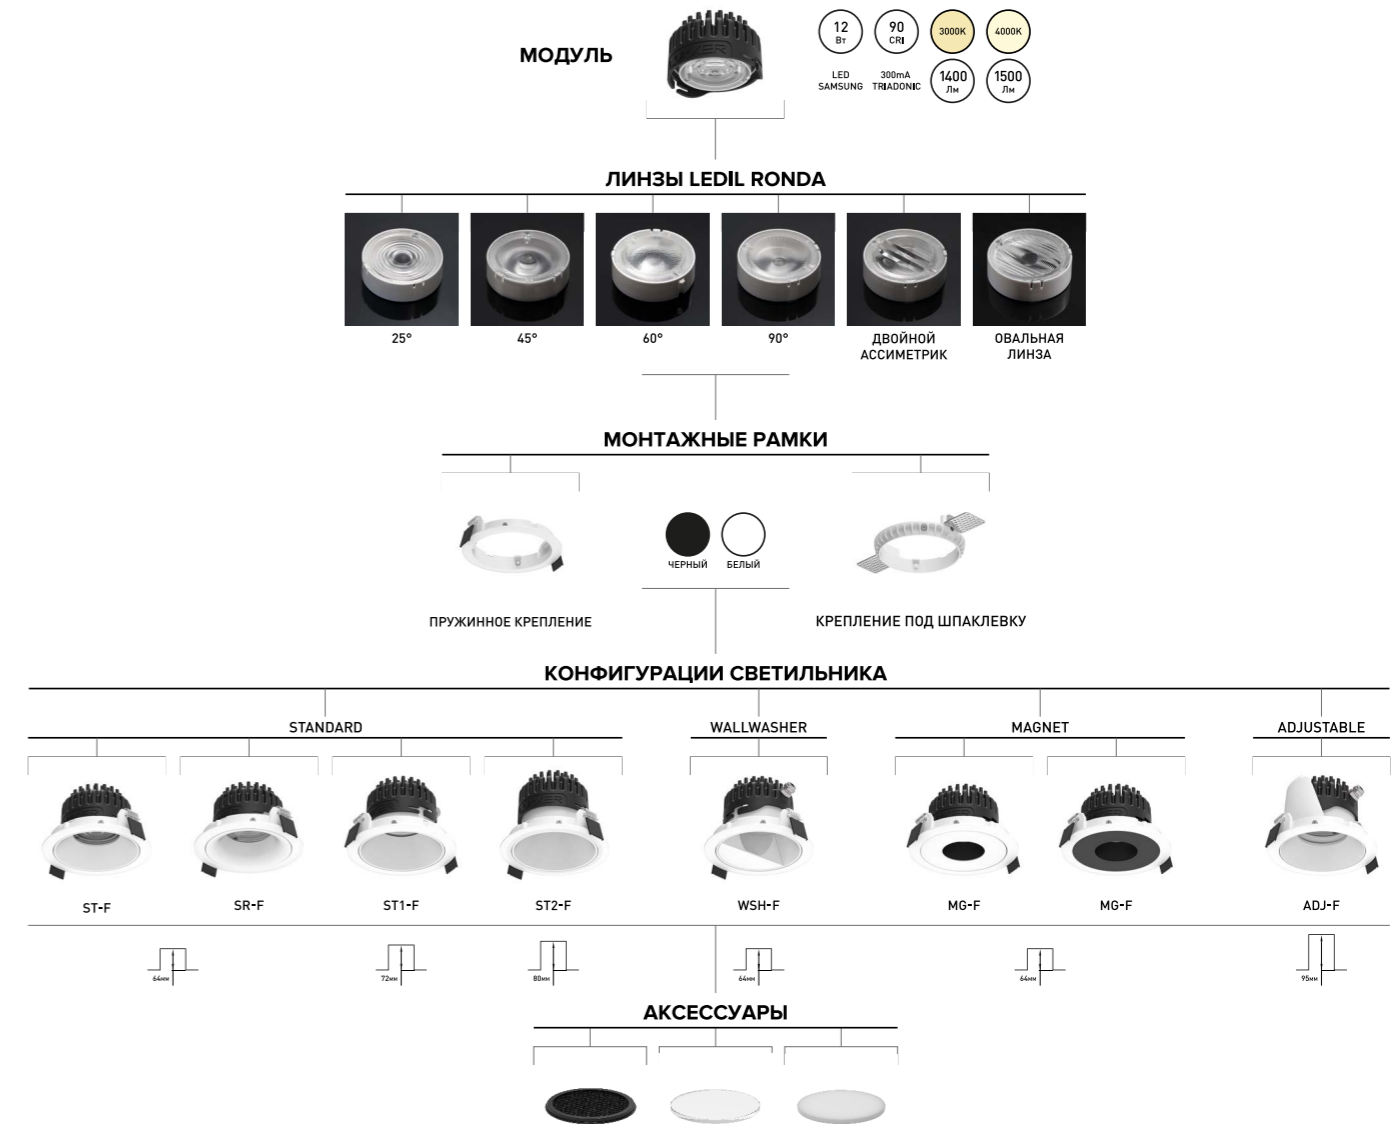 МОДУЛЬ
12 Вт
90 CRI
3000K
4000K
LED SAMSUNG
300mA TRIADONIC
1400 Лм
1500 Лм
ЛИНЗЫ LEDIL RONDA
25°
45°
60°
90°
ДВОЙНОЙ АССИМЕТРИК
ОВАЛЬНАЯ ЛИНЗА
МОНТАЖНЫЕ РАМКИ
ЧЕРНЫЙ
БЕЛЫЙ
ПРУЖИННОЕ КРЕПЛЕНИЕ
КРЕПЛЕНИЕ ПОД ШПАКЛЕВКУ
КОНФИГУРАЦИИ СВЕТИЛЬНИКА
STANDARD
WALLWASHER
MAGNET
ADJUSTABLE
ST-F
SR-F
ST1-F
ST2-F
WSH-F
MG-F
MG-F
ADJ-F
64мм
72мм
80мм
64мм
64мм
95мм
АКСЕССУАРЫ